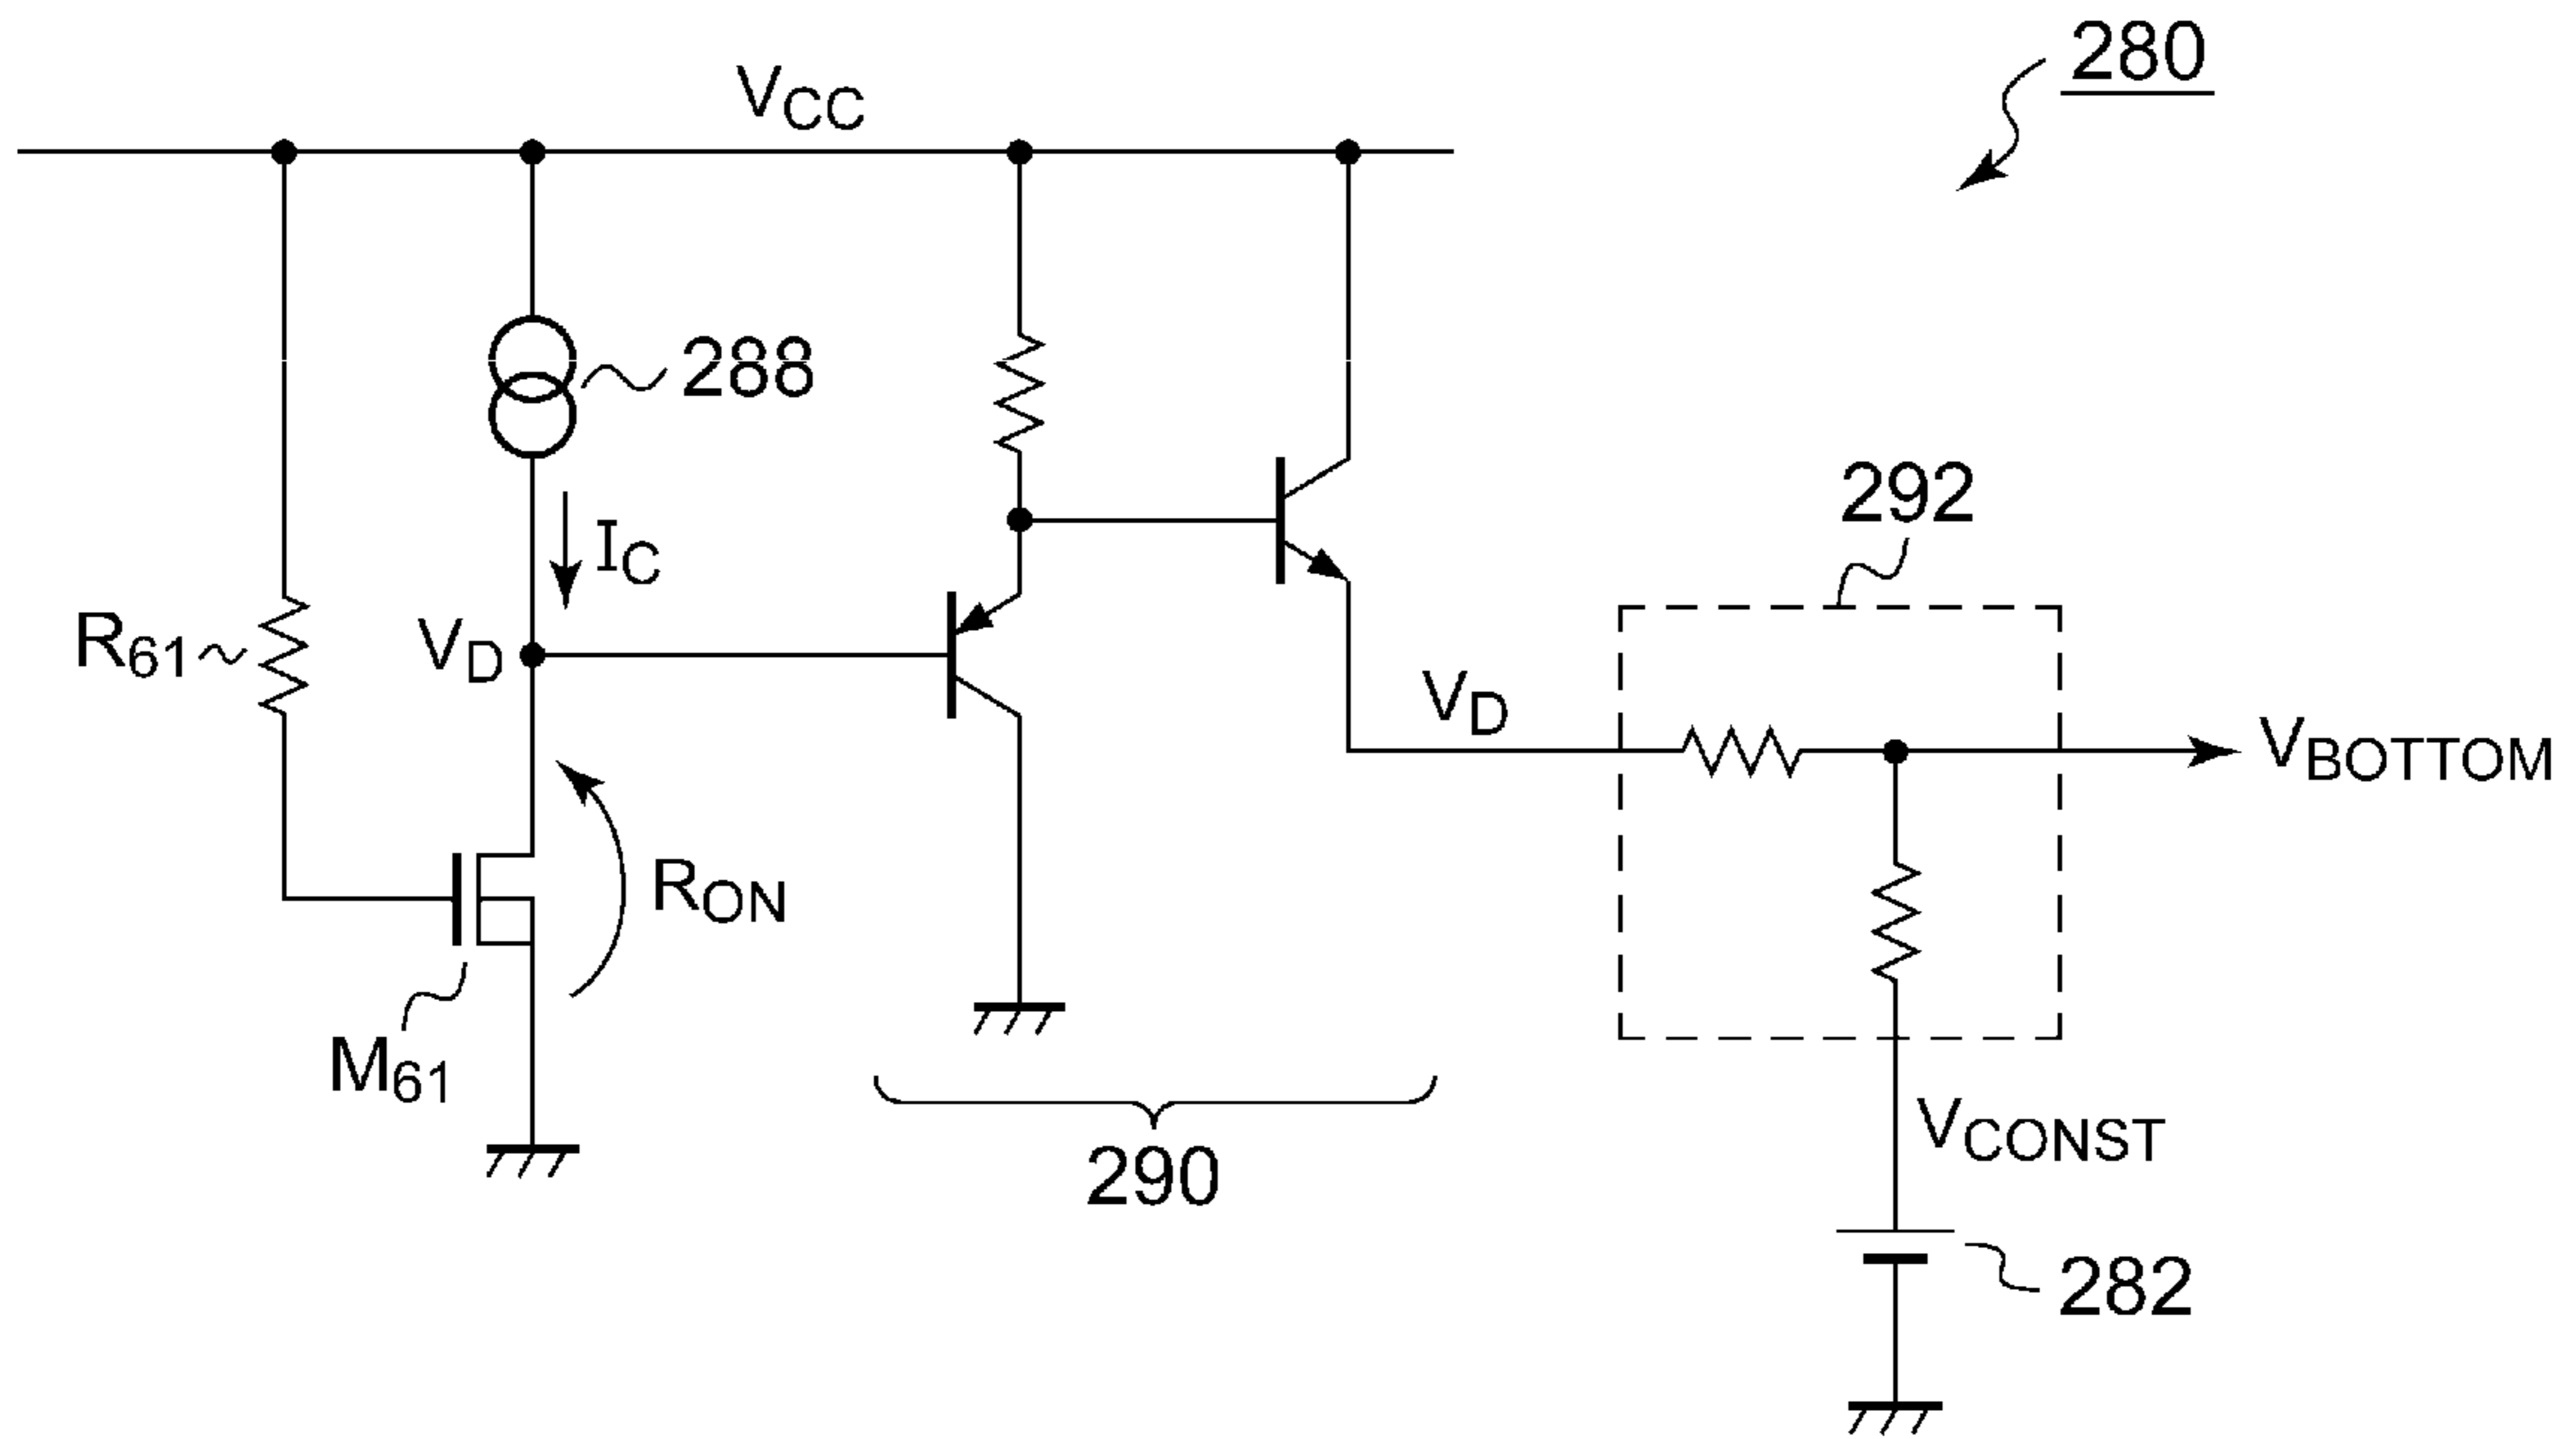 280
VCC
288
IC
292
R61
VD
VD
VBOTTOM
RON
M61
VCONST
290
282